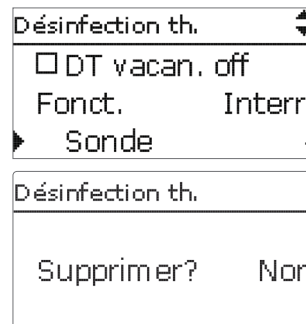 Désinfection th.
DT vacan. off
Fonct. Interr
Sonde
Désinfection th.
Supprimer? Non